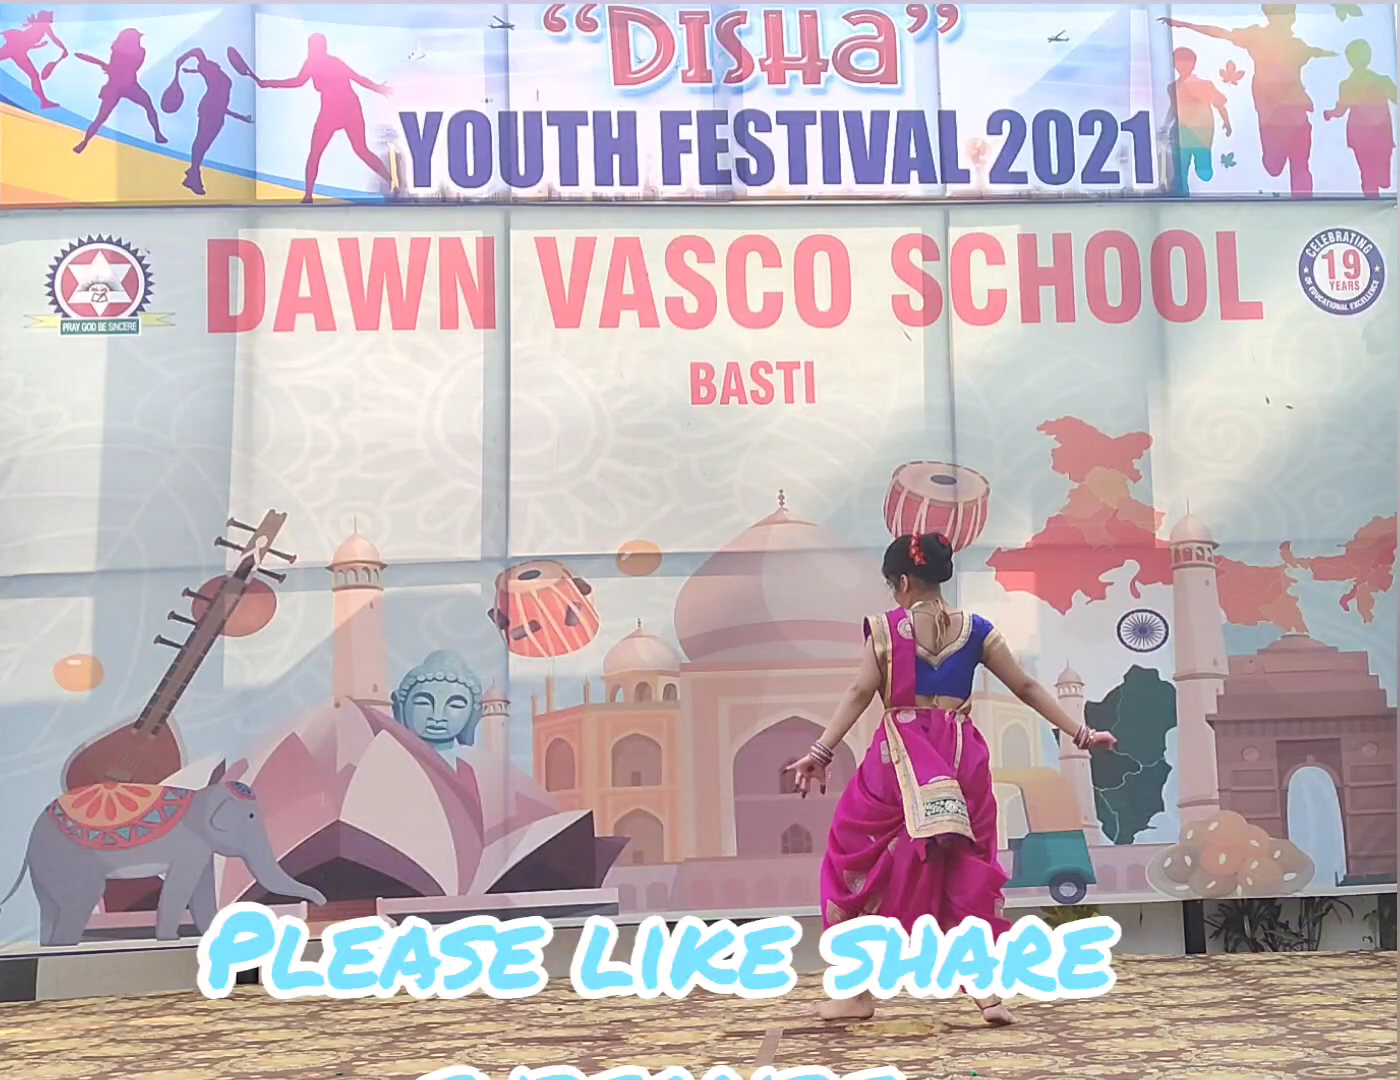 "DISHA"
YOUTH FESTIVAL 2021
DAWN VASCO SCHOOL
BASTI
PRAY GOD BE SINCERE
CELEBRATING
19
YEARS
OF EDUCATIONAL EXCELLENCE
PLEASE LIKE SHARE